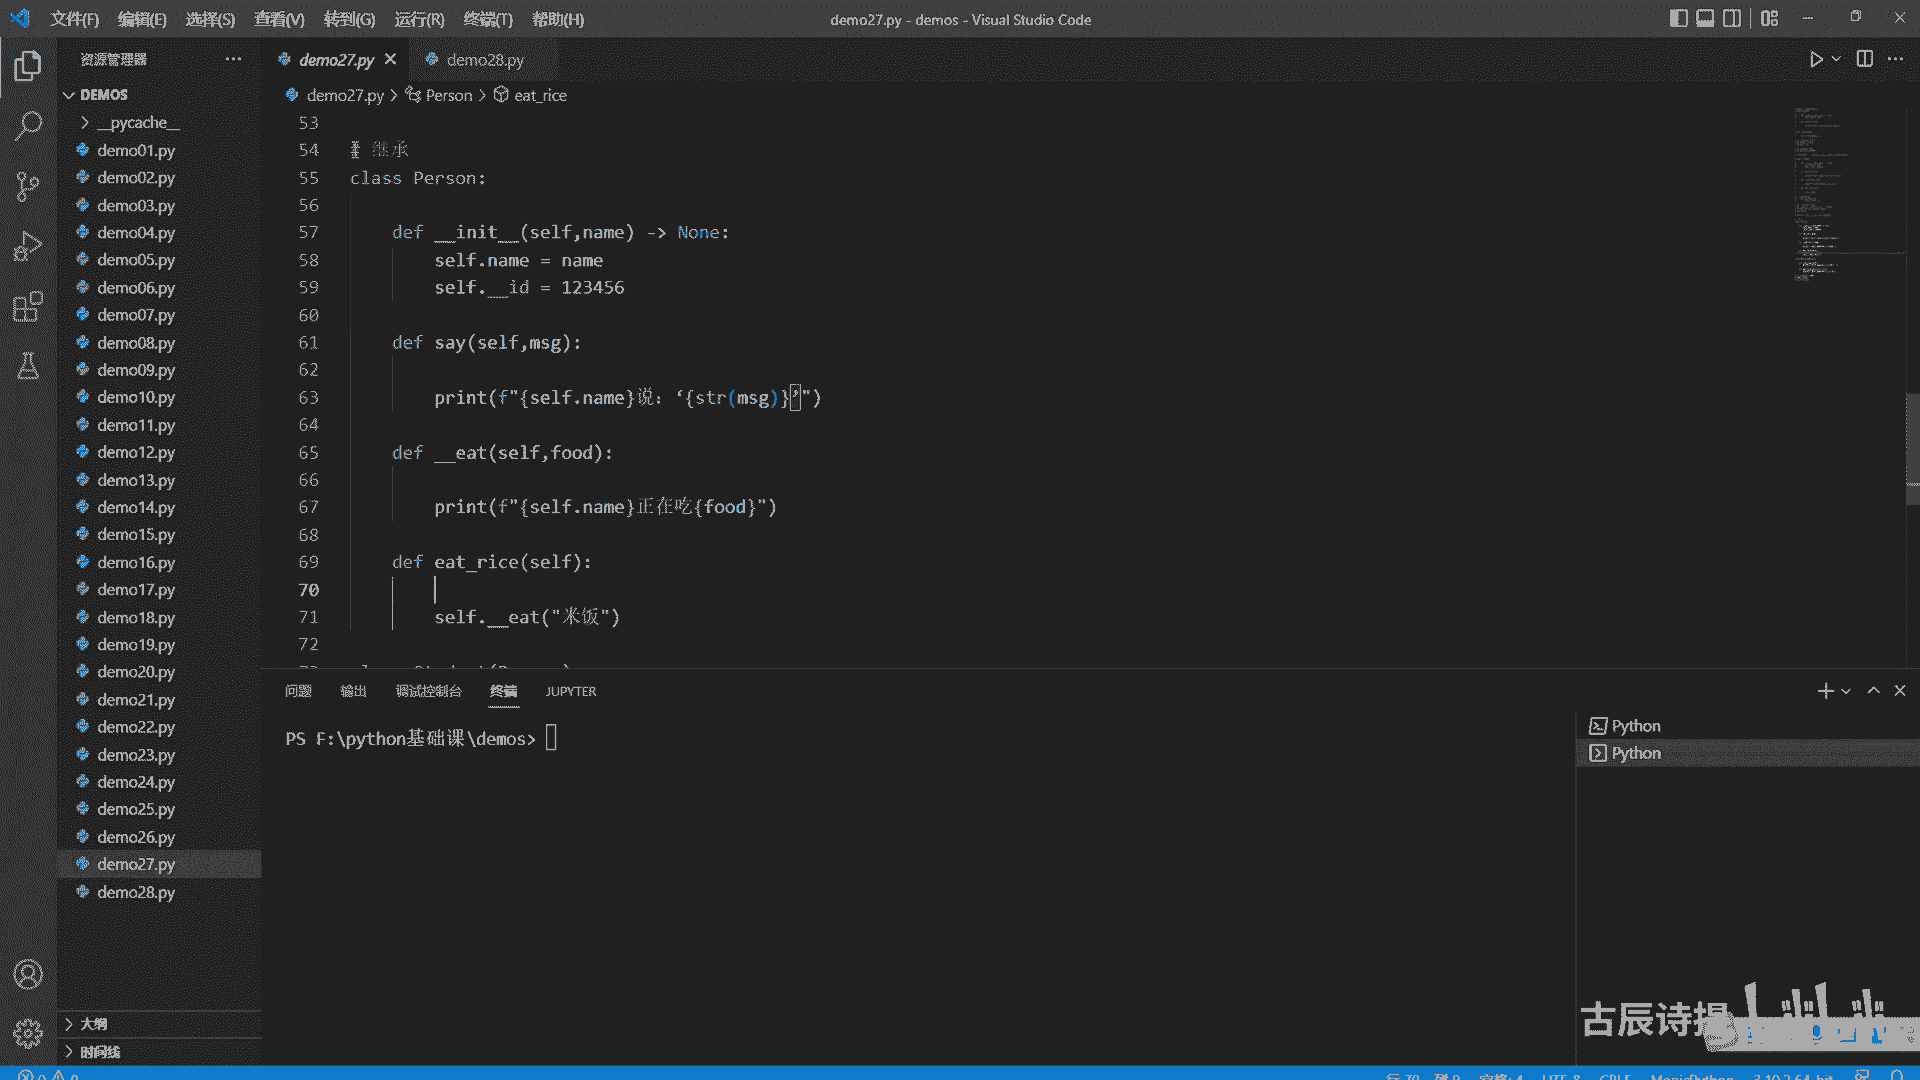 文件(F) 编辑(E) 选择(S) 查看(V) 转到(G) 运行(R) 终端(T) 帮助(H) demo27.py - demos - Visual Studio Code
资源管理器
demo27.py
demo28.py
DEMOS
demo27.py > Person > eat_rice
__pycache__
demo01.py
demo02.py
demo03.py
demo04.py
demo05.py
demo06.py
demo07.py
demo08.py
demo09.py
demo10.py
demo11.py
demo12.py
demo13.py
demo14.py
demo15.py
demo16.py
demo17.py
demo18.py
demo19.py
demo20.py
demo21.py
demo22.py
demo23.py
demo24.py
demo25.py
demo26.py
demo27.py
demo28.py
大纲
时间线
53
54 # 继承
55 class Person:
56
57 def __init__(self,name) -> None:
58 self.name = name
59 self.__id = 123456
60
61 def say(self,msg):
62
63 print(f"{self.name}说：‘{str(msg)}’")
64
65 def __eat(self,food):
66
67 print(f"{self.name}正在吃{food}")
68
69 def eat_rice(self):
70
71 self.__eat("米饭")
72
问题 输出 调试控制台 终端 JUPYTER
PS F:\python基础课\demos>
Python
Python
古辰诗